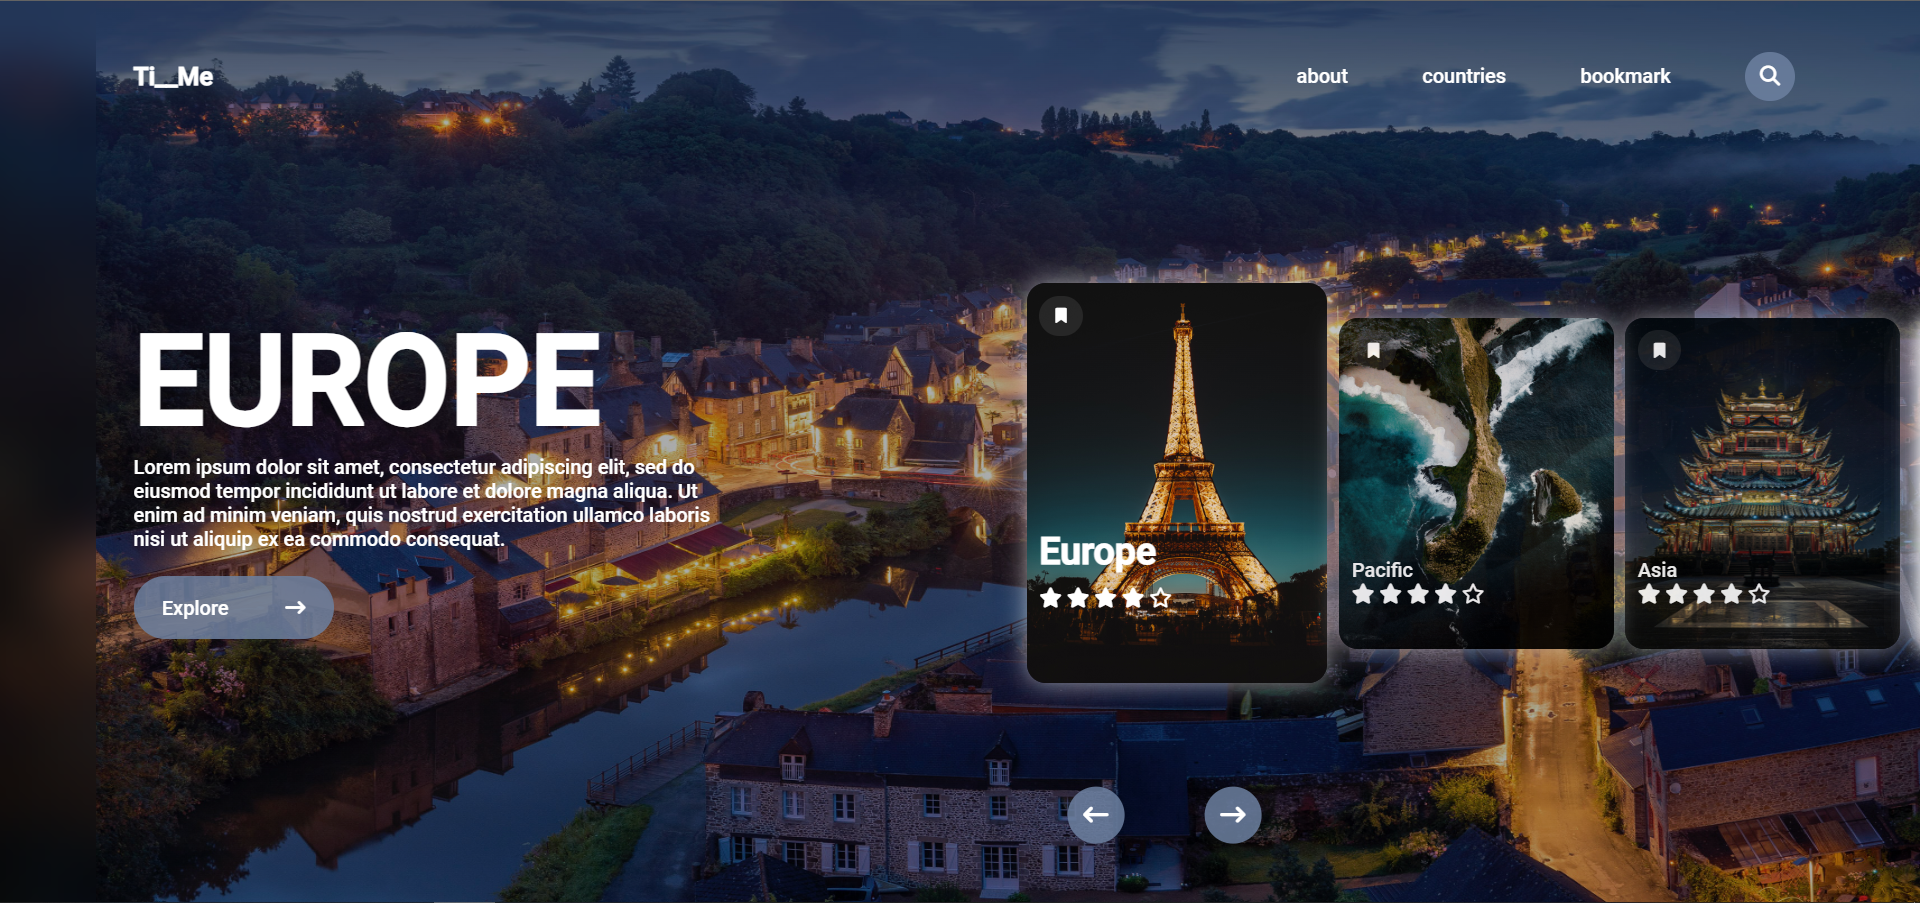 Ti__Me
about
countries
bookmark
EUROPE
Lorem ipsum dolor sit amet, consectetur adipiscing elit, sed do
eiusmod tempor incididunt ut labore et dolore magna aliqua. Ut
enim ad minim veniam, quis nostrud exercitation ullamco laboris
nisi ut aliquip ex ea commodo consequat.
Explore
Europe
Pacific
Asia